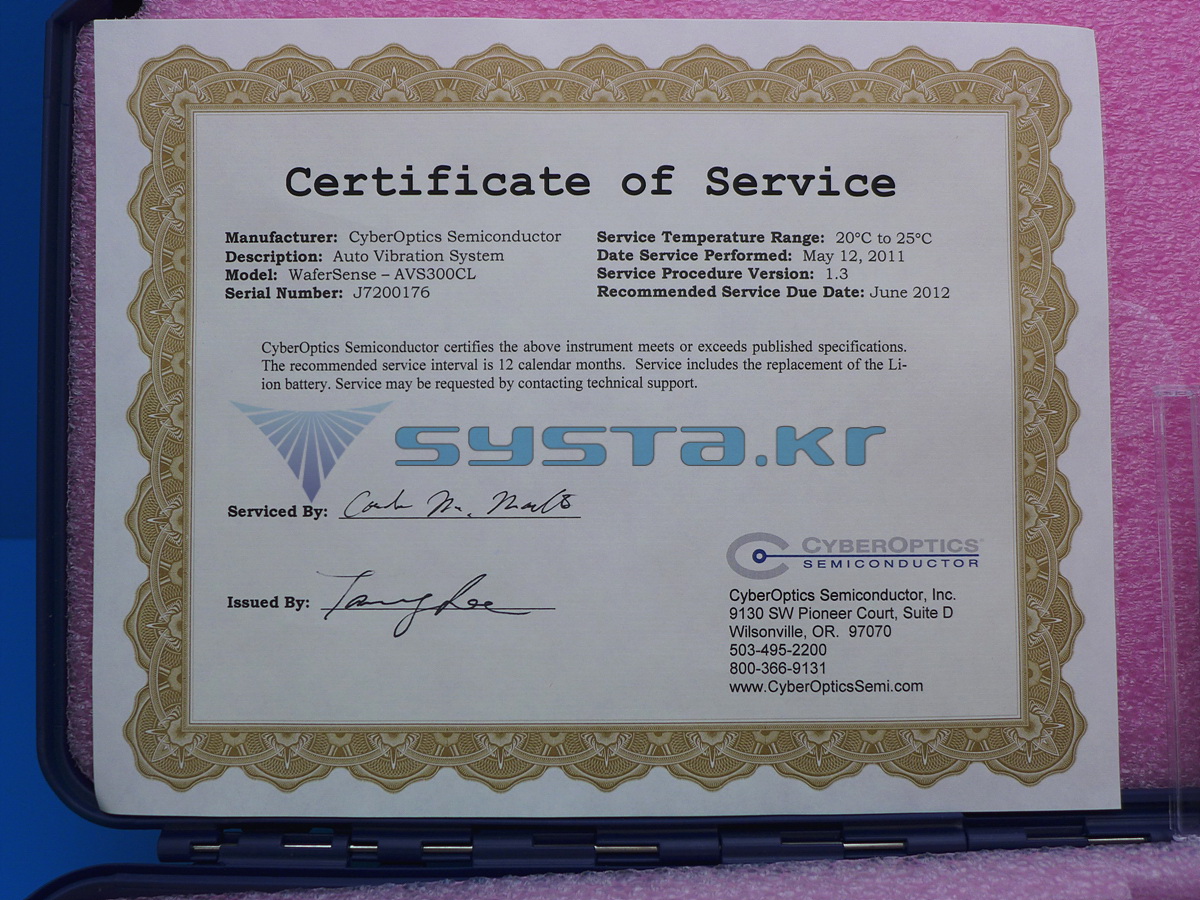 Certificate of Service
Manufacturer: CyberOptics Semiconductor
Description: Auto Vibration System
Model: WaferSense – AVS300CL
Serial Number: J7200176
Service Temperature Range: 20°C to 25°C
Date Service Performed: May 12, 2011
Service Procedure Version: 1.3
Recommended Service Due Date: June 2012
CyberOptics Semiconductor certifies the above instrument meets or exceeds published specifications.
The recommended service interval is 12 calendar months. Service includes the replacement of the Li-
ion battery. Service may be requested by contacting technical support.
systa.kr
Serviced By:
Issued By:
CYBEROPTICS
SEMICONDUCTOR
CyberOptics Semiconductor, Inc.
9130 SW Pioneer Court, Suite D
Wilsonville, OR. 97070
503-495-2200
800-366-9131
www.CyberOpticsSemi.com